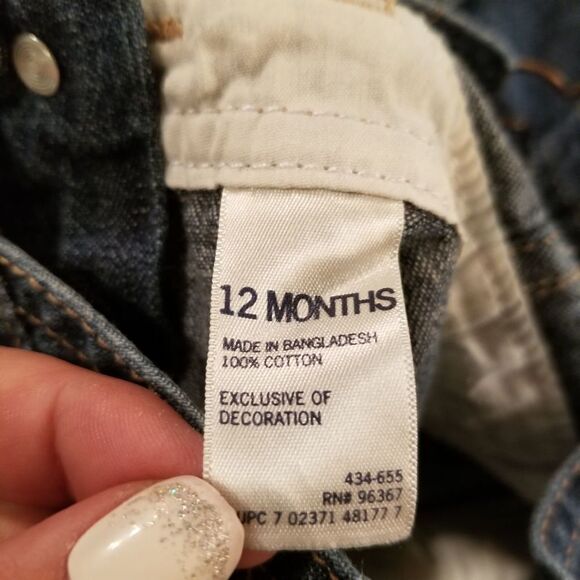 12 MONTHS
MADE IN BANGLADESH
100% COTTON
EXCLUSIVE OF
DECORATION
434-655
RN# 96367
UPC 7 02371 48177 7